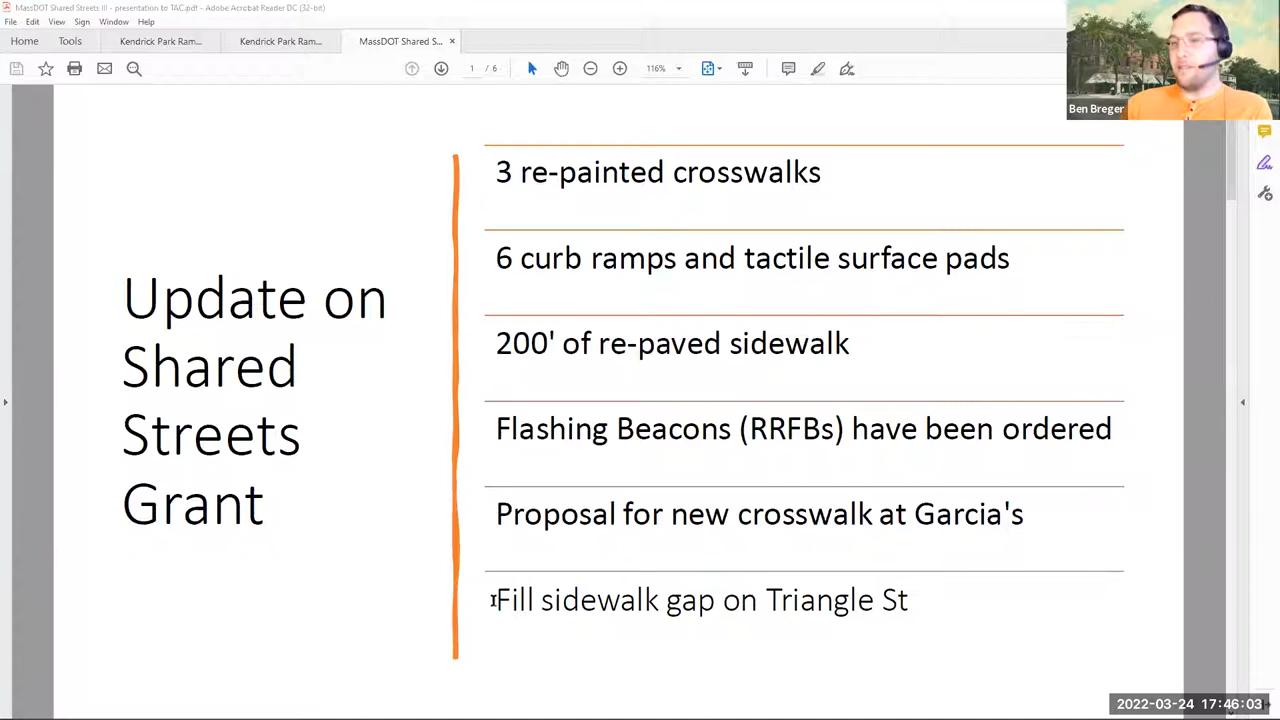 MassDOT Shared Streets III - presentation to TAC.pdf - Adobe Acrobat Reader DC (32-bit)
File Edit View Sign Window Help
Home Tools Kendrick Park Ram... Kendrick Park Ram... MassDOT Shared S... ×
1 / 6 116%
Ben Breger
Update on
Shared
Streets
Grant
3 re-painted crosswalks
6 curb ramps and tactile surface pads
200' of re-paved sidewalk
Flashing Beacons (RRFBs) have been ordered
Proposal for new crosswalk at Garcia's
Fill sidewalk gap on Triangle St
2022-03-24 17:46:03